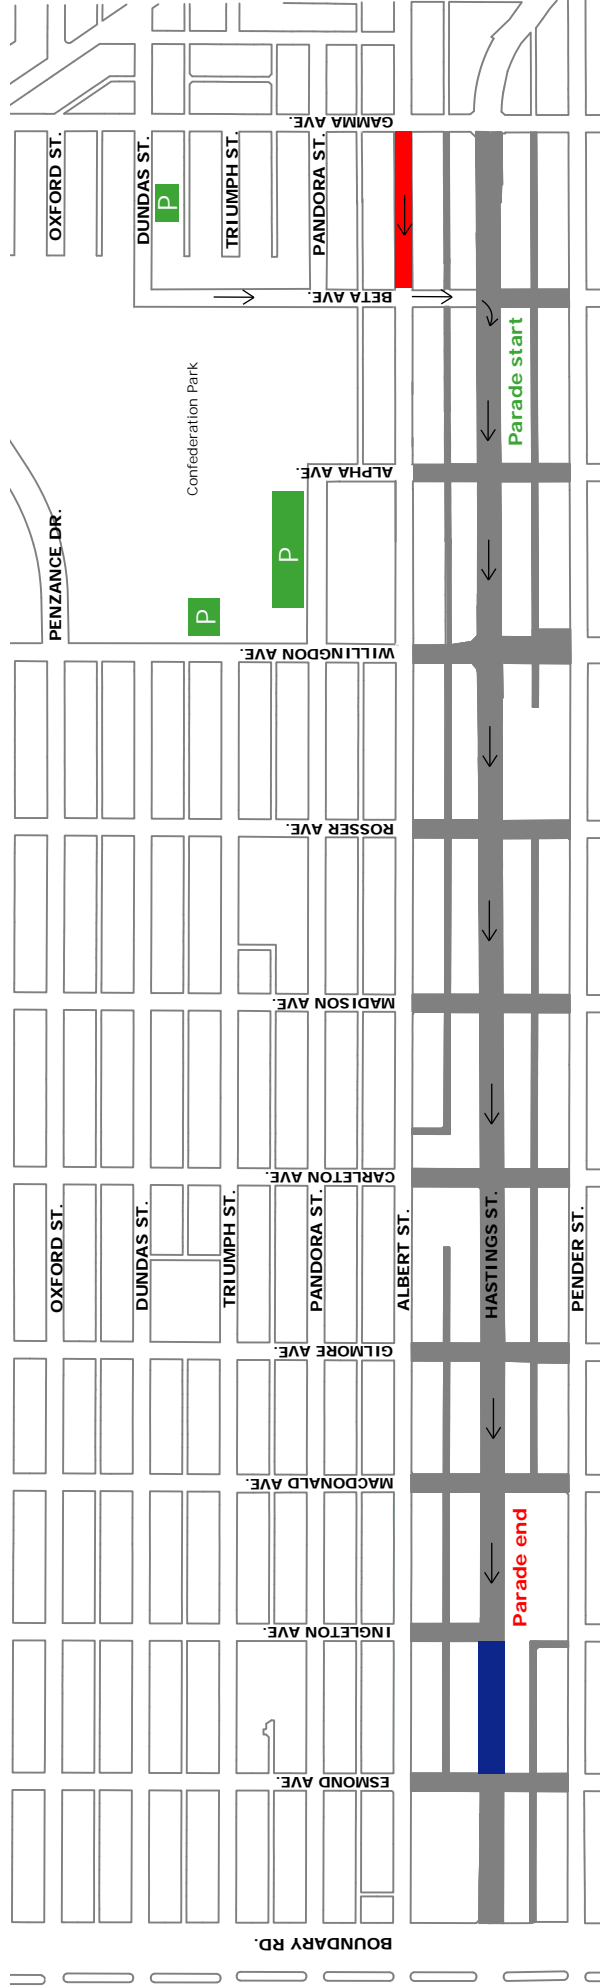 GAMMA AVE.
OXFORD ST.
DUNDAS ST.
P
TRIUMPH ST.
PANDORA ST.
BETA AVE.
Parade start
Confederation Park
ALPHA AVE.
PENZANCE DR.
P
P
WILLINGDON AVE.
ROSSER AVE.
MADISON AVE.
CARLETON AVE.
OXFORD ST.
DUNDAS ST.
TRIUMPH ST.
PANDORA ST.
ALBERT ST.
HASTINGS ST.
PENDER ST.
GILMORE AVE.
MACDONALD AVE.
Parade end
INGLETON AVE.
ESMOND AVE.
BOUNDARY RD.